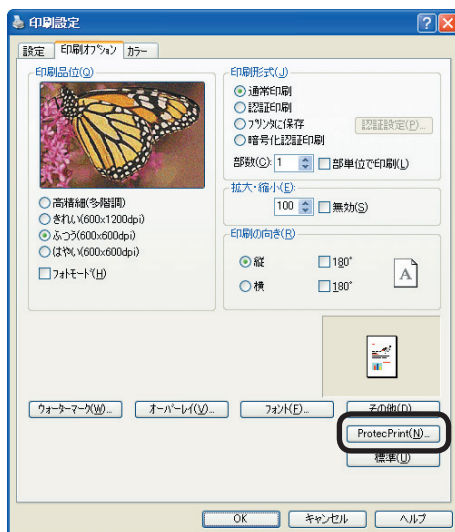 印刷設定
設定 印刷オプション カラー
印刷品位(Q)
高精細(多階調)
きれい(600x1200dpi)
ふつう(600x600dpi)
はやい(600x600dpi)
フォトモード(H)
印刷形式(J)
通常印刷
認証印刷
プリンタに保存
暗号化認証印刷
認証設定(P)...
部数(C): 1 部単位で印刷(L)
拡大・縮小(E):
100 無効(S)
印刷の向き(R)
縦 180°
横 180°
A
ウォーターマーク(W)... オーバーレイ(V)... フォント(F)... その他(D)
ProtecPrint(N)...
標準(U)
OK キャンセル ヘルプ